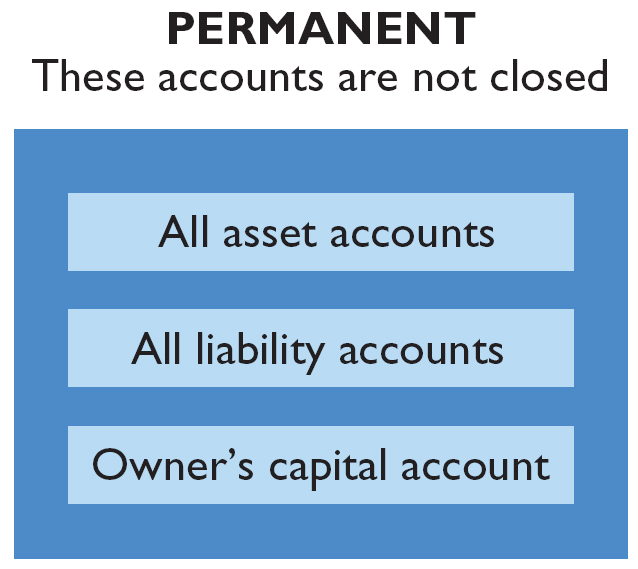 PERMANENT
These accounts are not closed
All asset accounts
All liability accounts
Owner’s capital account